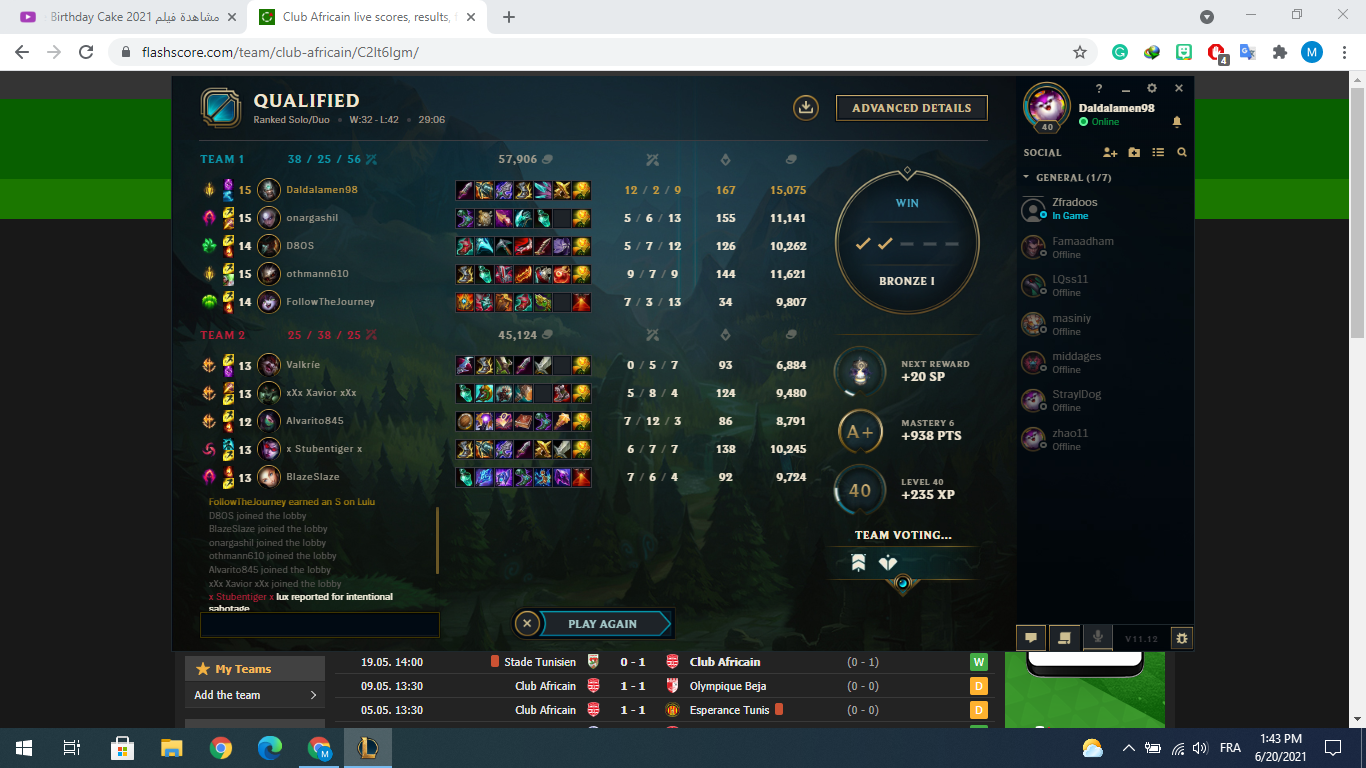 مشاهدة فيلم Birthday Cake 2021
Club Africain live scores, results, f
flashscore.com/team/club-africain/C2It6Igm/
4
M
QUALIFIED
Ranked Solo/Duo • W:32 - L:42 • 29:06
ADVANCED DETAILS
TEAM 1 38 / 25 / 56 57,906
15 Daldalamen98 12 / 2 / 9 167 15,075
15 onargashil 5 / 6 / 13 155 11,141
14 D8OS 5 / 7 / 12 126 10,262
15 othmann610 9 / 7 / 9 144 11,621
14 FollowTheJourney 7 / 3 / 13 34 9,807
TEAM 2 25 / 38 / 25 45,124
13 Valkríe 0 / 5 / 7 93 6,884
13 xXx Xavior xXx 5 / 8 / 4 124 9,480
12 Alvarito845 7 / 12 / 3 86 8,791
13 x Stubentiger x 6 / 7 / 7 138 10,245
13 BlazeSlaze 7 / 6 / 4 92 9,724
FollowTheJourney earned an S on Lulu
D8OS joined the lobby
BlazeSlaze joined the lobby
onargashil joined the lobby
othmann610 joined the lobby
Alvarito845 joined the lobby
xXx Xavior xXx joined the lobby
x Stubentiger x lux reported for intentional
sabotage
PLAY AGAIN
WIN
BRONZE I
NEXT REWARD
+20 SP
A+
MASTERY 6
+938 PTS
40
LEVEL 40
+235 XP
TEAM VOTING...
?
Daldalamen98
Online
40
SOCIAL
GENERAL (1/7)
Zfradoos
In Game
Famaadham
Offline
LQss11
Offline
masiniy
Offline
middages
Offline
StraylDog
Offline
zhao11
Offline
V11.12
My Teams
Add the team
19.05. 14:00 Stade Tunisien 0 - 1 Club Africain (0 - 1) W
09.05. 13:30 Club Africain 1 - 1 Olympique Beja (0 - 0) D
05.05. 13:30 Club Africain 1 - 1 Esperance Tunis (0 - 0) D
M
FRA
1:43 PM
6/20/2021